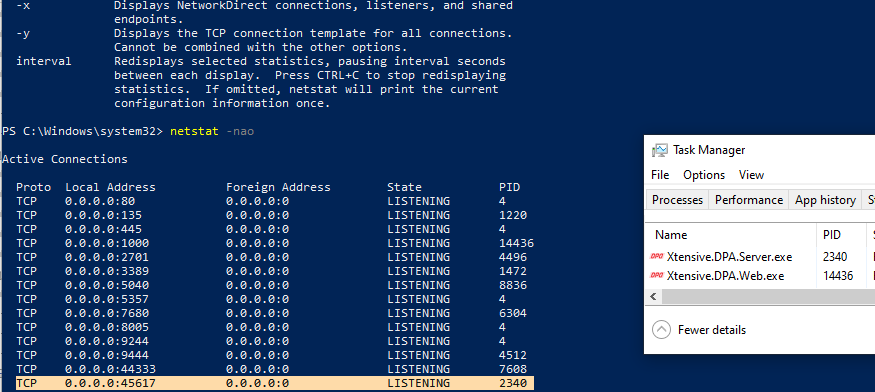 -x Displays NetworkDirect connections, listeners, and shared
endpoints.
-y Displays the TCP connection template for all connections.
Cannot be combined with the other options.
interval Redisplays selected statistics, pausing interval seconds
between each display. Press CTRL+C to stop redisplaying
statistics. If omitted, netstat will print the current
configuration information once.
PS C:\Windows\system32> netstat -nao
Active Connections
Proto Local Address Foreign Address State PID
TCP 0.0.0.0:80 0.0.0.0:0 LISTENING 4
TCP 0.0.0.0:135 0.0.0.0:0 LISTENING 1220
TCP 0.0.0.0:445 0.0.0.0:0 LISTENING 4
TCP 0.0.0.0:1000 0.0.0.0:0 LISTENING 14436
TCP 0.0.0.0:2701 0.0.0.0:0 LISTENING 4496
TCP 0.0.0.0:3389 0.0.0.0:0 LISTENING 1472
TCP 0.0.0.0:5040 0.0.0.0:0 LISTENING 8836
TCP 0.0.0.0:5357 0.0.0.0:0 LISTENING 4
TCP 0.0.0.0:7680 0.0.0.0:0 LISTENING 6304
TCP 0.0.0.0:8005 0.0.0.0:0 LISTENING 4
TCP 0.0.0.0:9244 0.0.0.0:0 LISTENING 4
TCP 0.0.0.0:9444 0.0.0.0:0 LISTENING 4512
TCP 0.0.0.0:44333 0.0.0.0:0 LISTENING 7608
TCP 0.0.0.0:45617 0.0.0.0:0 LISTENING 2340
Task Manager
File Options View
Processes Performance App history
Name PID
DPA Xtensive.DPA.Server.exe 2340
DPA Xtensive.DPA.Web.exe 14436
Fewer details